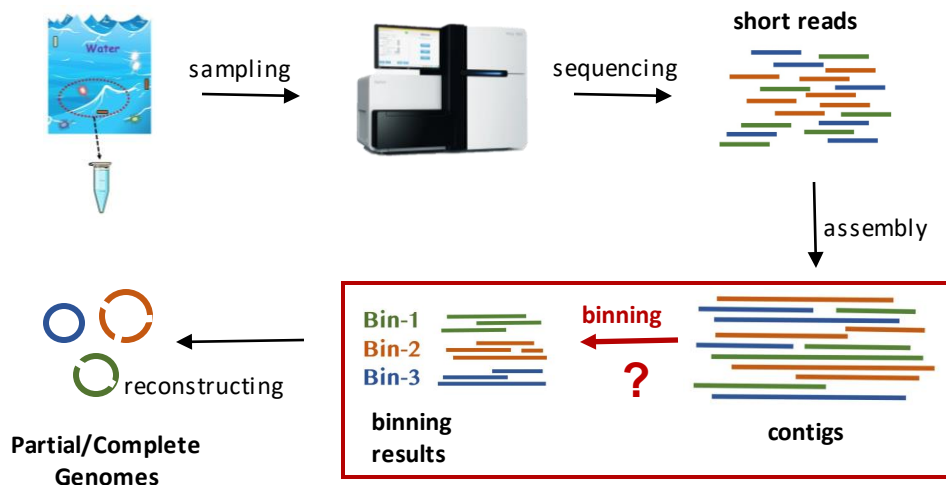 short reads
Water
sampling
sequencing
assembly
Bin-1
Bin-2
Bin-3
binning
?
binning
results
contigs
reconstructing
Partial/Complete
Genomes